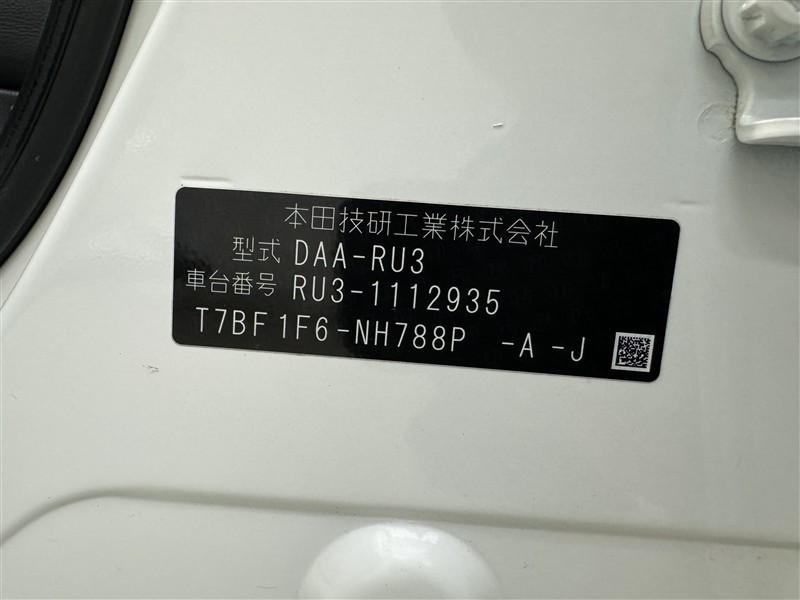 本田技研工業株式会社
型式 DAA-RU3
車台番号 RU3-1112935
T7BF1F6-NH788P -A -J